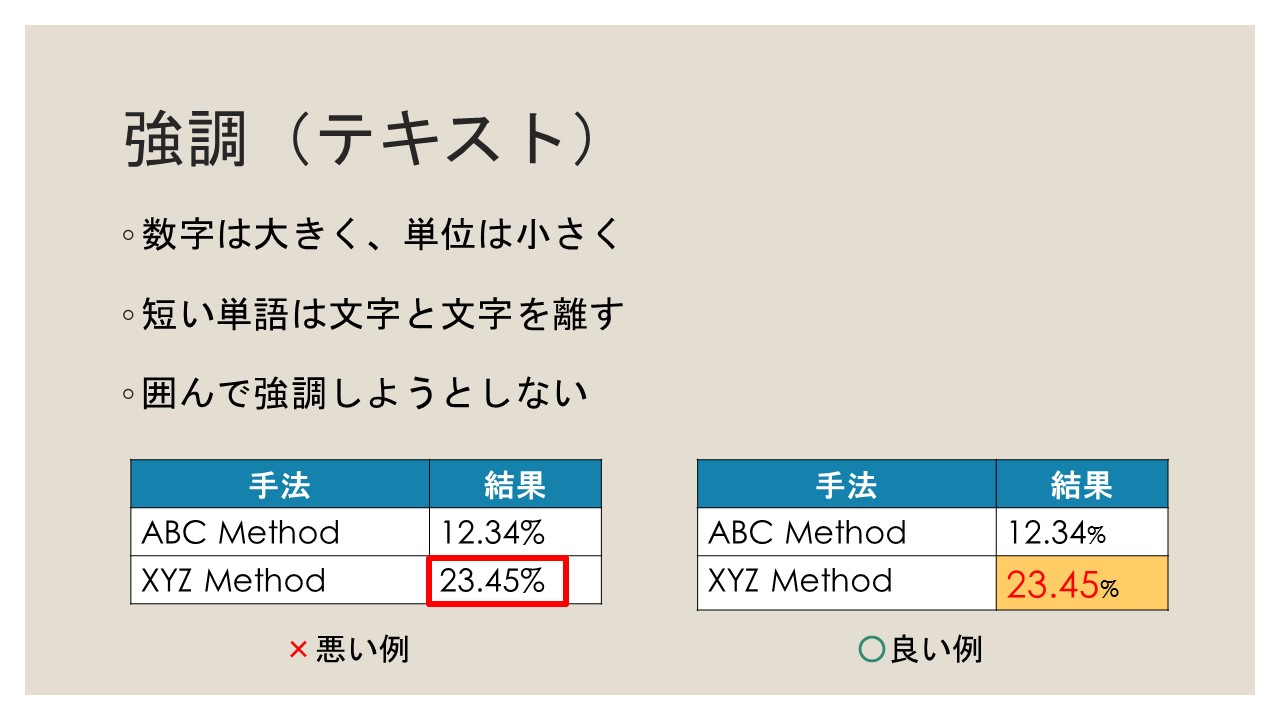 強調（テキスト）
◦数字は大きく、単位は小さく
◦短い単語は文字と文字を離す
◦囲んで強調しようとしない
手法 結果
ABC Method 12.34%
XYZ Method 23.45%
×悪い例
手法 結果
ABC Method 12.34%
XYZ Method 23.45%
○良い例